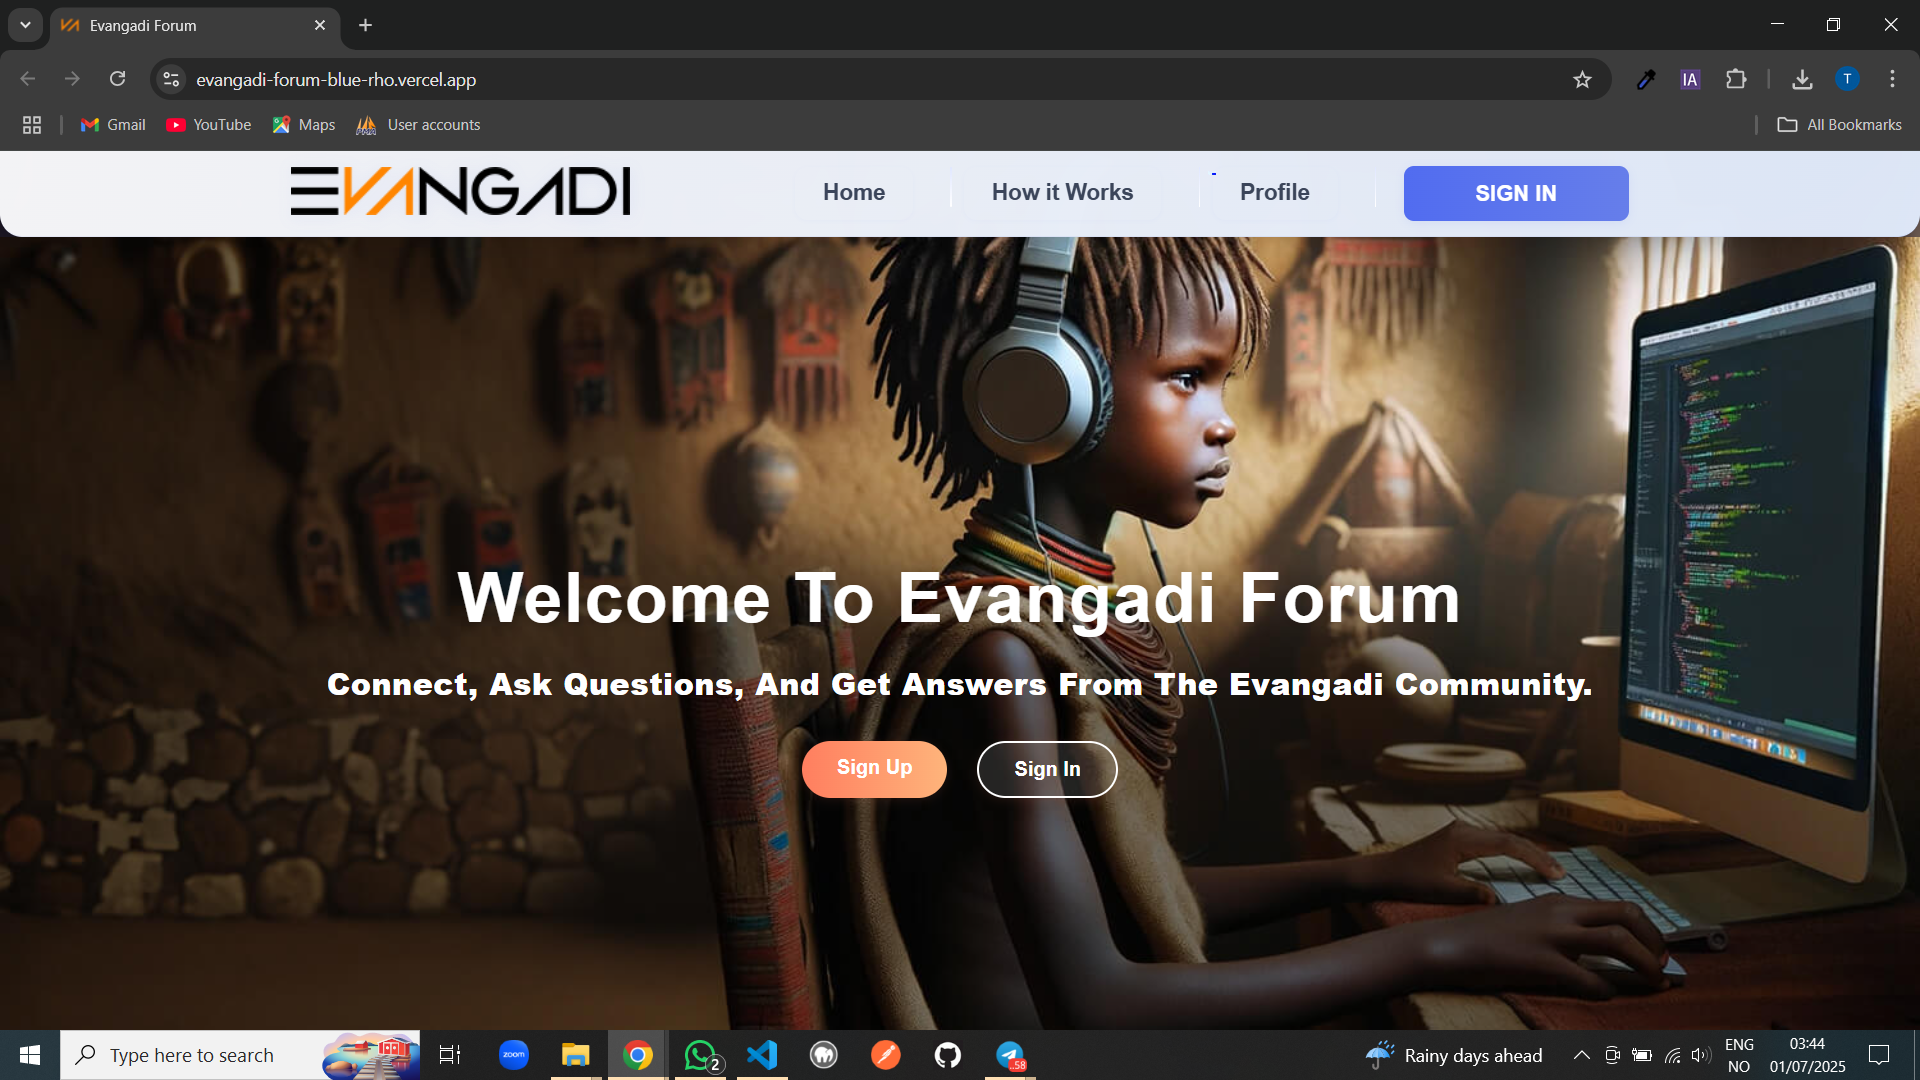 Evangadi Forum
evangadi-forum-blue-rho.vercel.app
IA
T
Gmail
YouTube
Maps
User accounts
All Bookmarks
EVANGADI
Home
How it Works
Profile
SIGN IN
Welcome To Evangadi Forum
Connect, Ask Questions, And Get Answers From The Evangadi Community.
Sign Up
Sign In
Type here to search
zoom
2
..58
Rainy days ahead
ENG
NO
03:44
01/07/2025